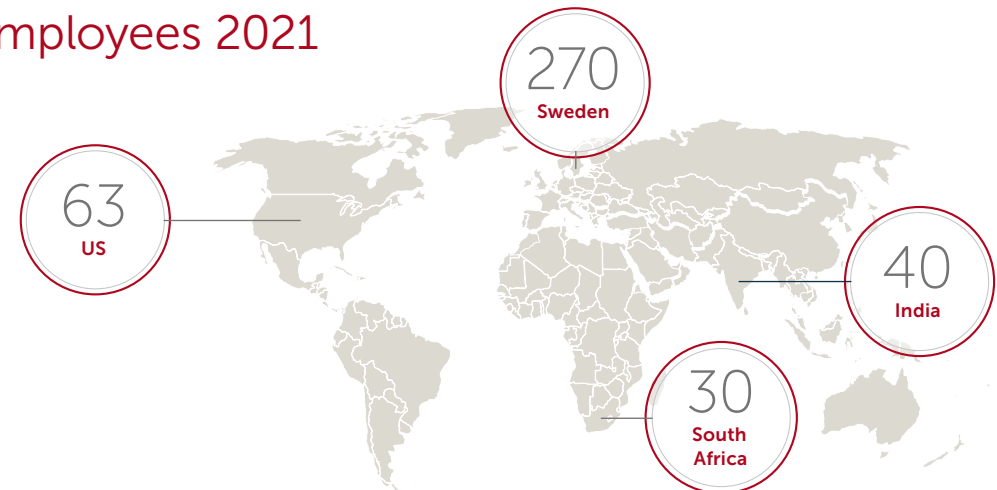 mployees 2021
270
Sweden
63
US
40
India
30
South
Africa